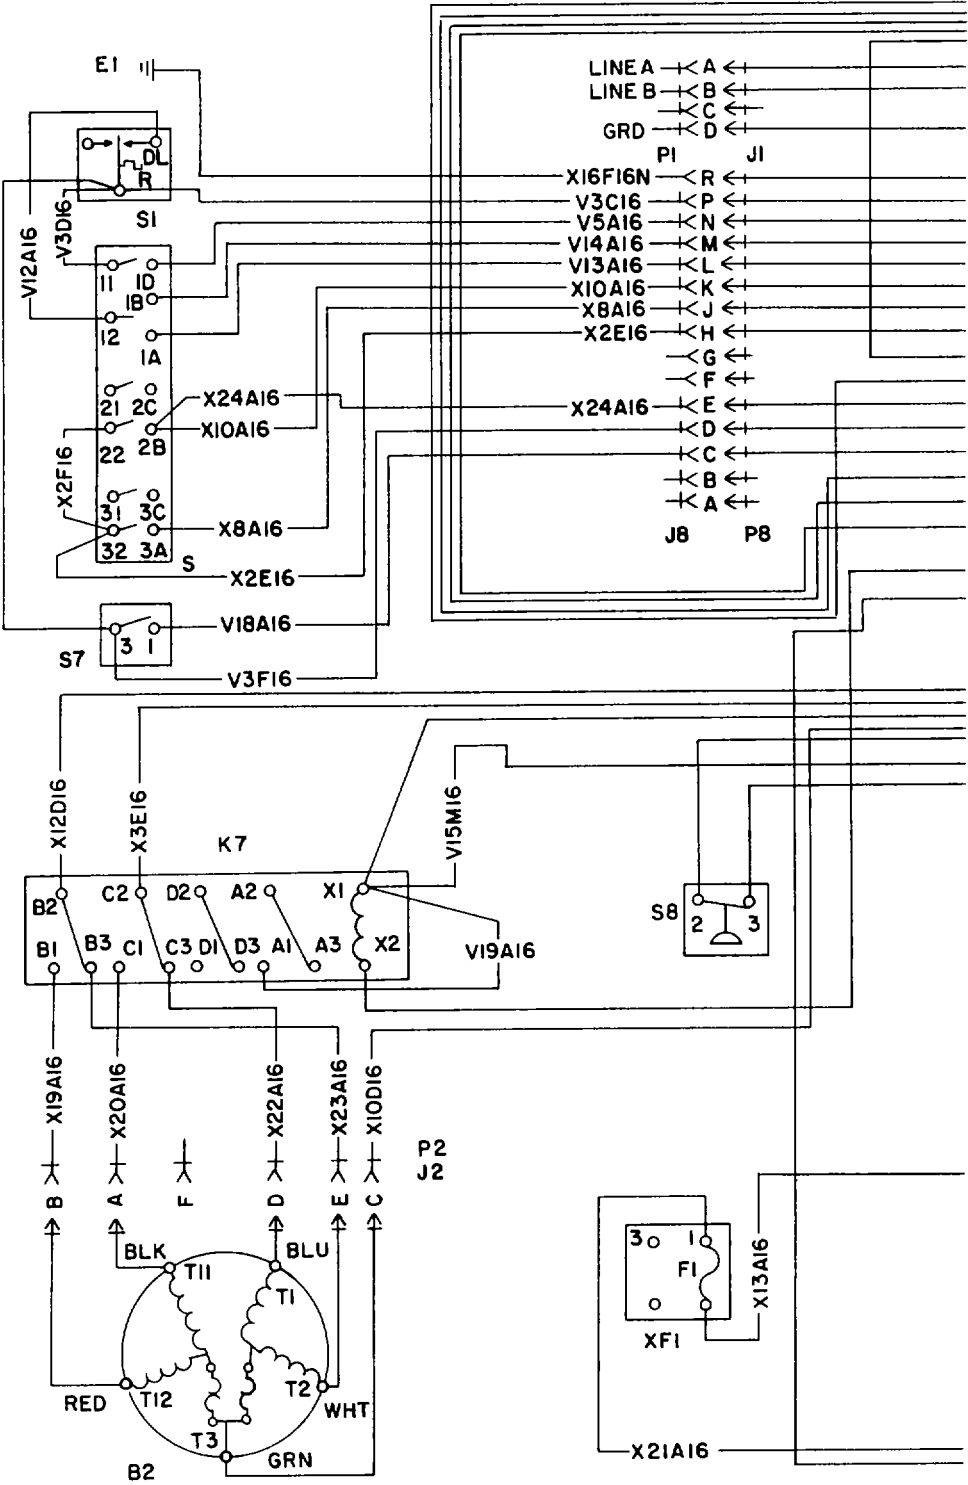 E1
LINE A A
LINE B B
C
GRD D
P1 J1
DL
R
S1
X16F16N R
V3C16 P
V5A16 N
V14A16 M
V13A16 L
X10A16 K
X8A16 J
X2E16 H
G
F
X24A16 E
D
C
B
A
J8 P8
V12A16
V3D16
11 1D
1B
12
1A
21 2C
X24A16
22 2B
X10A16
X2F16
31 3C
32 3A
X8A16
S
X2E16
3 1
V18A16
S7
V3F16
X12D16
X3E16
K7
V15M16
B2 C2 D2 A2 X1
B1 B3 C1 C3 D1 D3 A1 A3 X2
V19A16
S8 2 3
X19A16
X20A16
X22A16
X23A16
X10D16
P2
J2
B A F D E C
BLK BLU
T11
T1
RED T12 T2 WHT
T3
GRN
B2
3 1
F1
XF1
X13A16
X21A16